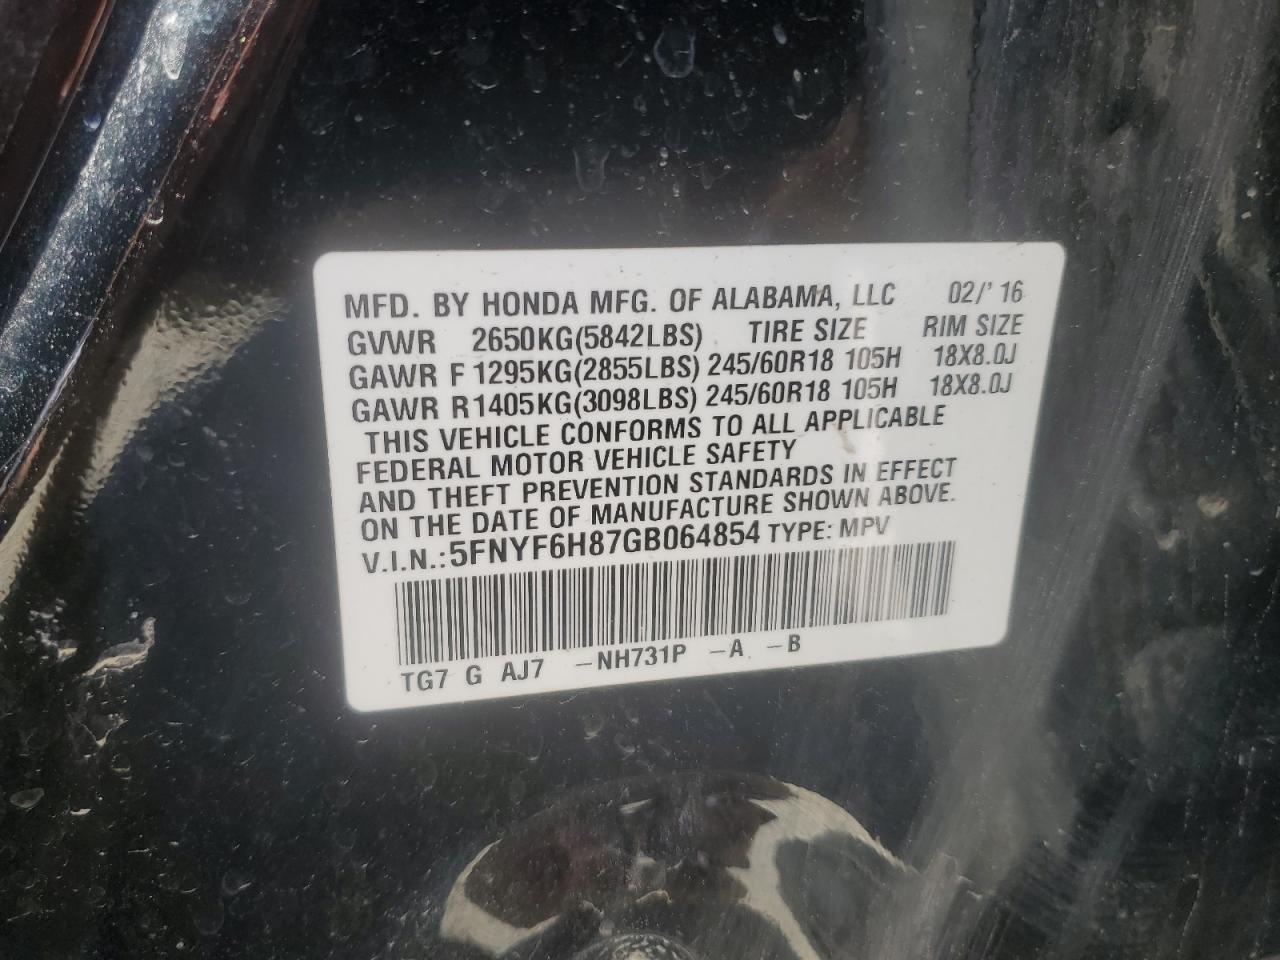 MFD. BY HONDA MFG. OF ALABAMA, LLC 02/'16
GVWR 2650KG(5842LBS) TIRE SIZE RIM SIZE
GAWR F 1295KG(2855LBS) 245/60R18 105H 18X8.0J
GAWR R1405KG(3098LBS) 245/60R18 105H 18X8.0J
THIS VEHICLE CONFORMS TO ALL APPLICABLE
FEDERAL MOTOR VEHICLE SAFETY
AND THEFT PREVENTION STANDARDS IN EFFECT
ON THE DATE OF MANUFACTURE SHOWN ABOVE.
V.I.N.:5FNYF6H87GB064854 TYPE: MPV
TG7 G AJ7 -NH731P -A -B